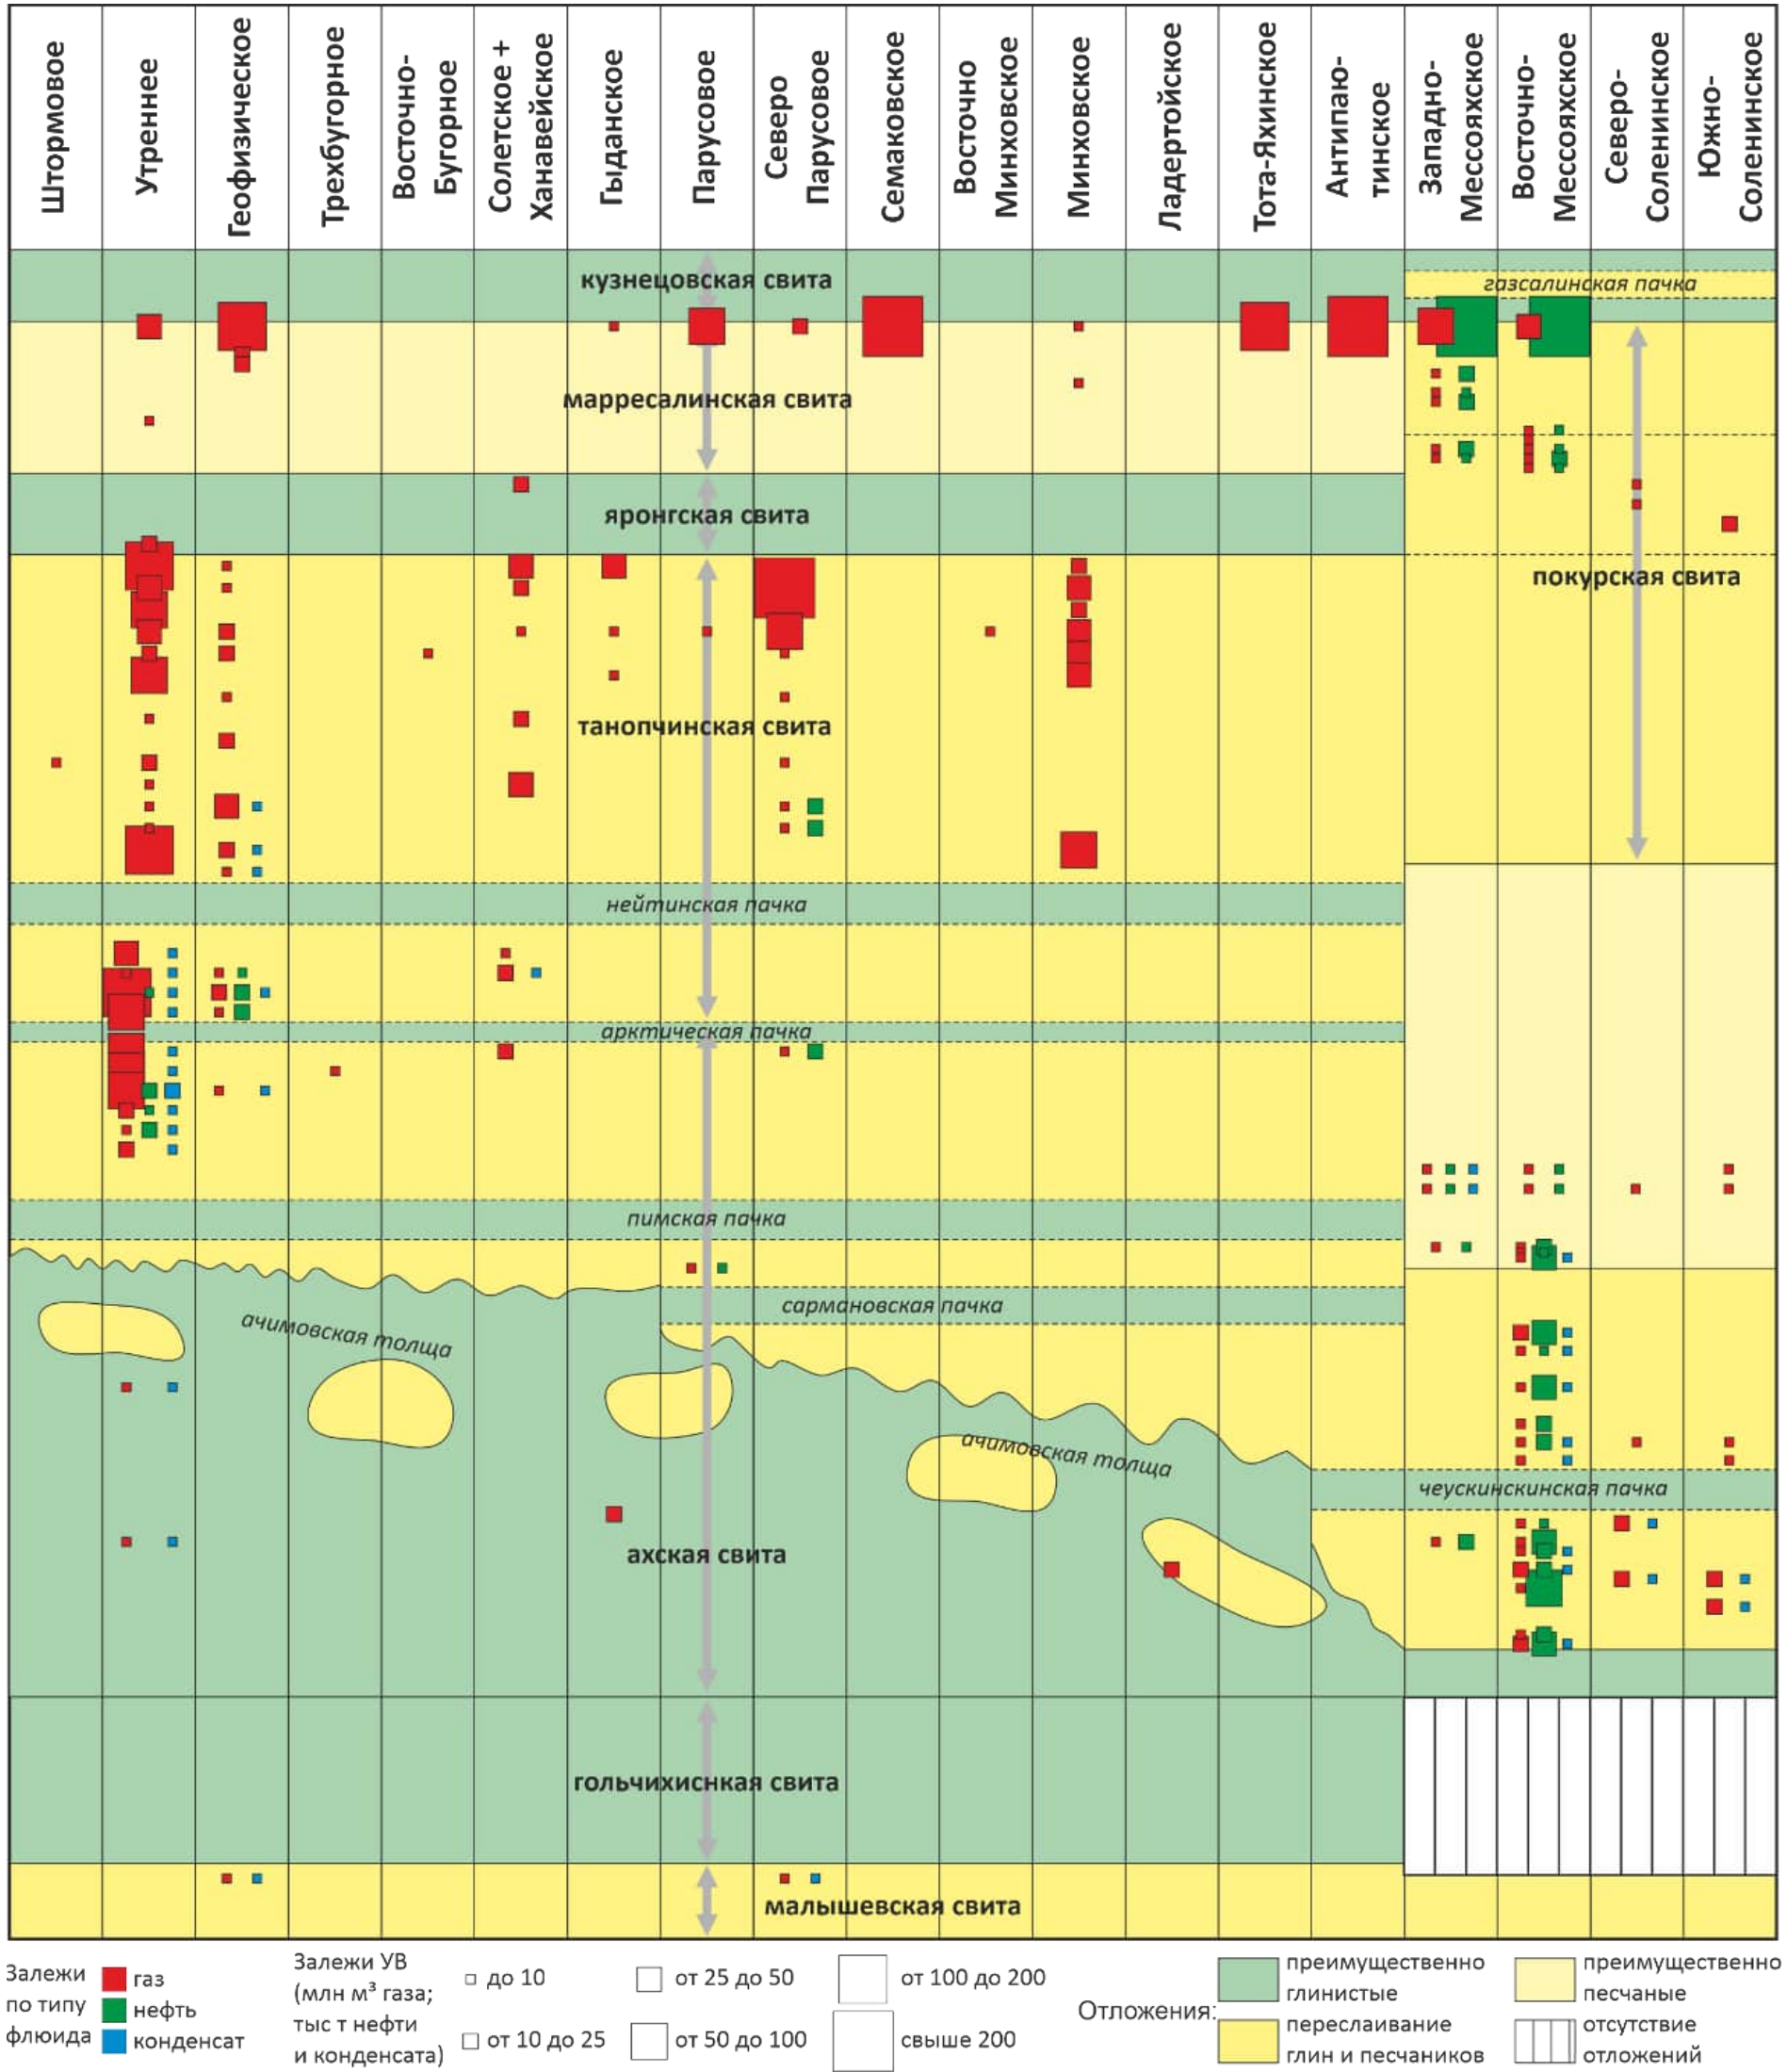 Штормовое
Утреннее
Геофизическое
Трехбугорное
Восточно-
Бугорное
Солетское +
Ханавейское
Гыданское
Парусовое
Северо
Парусовое
Семаковское
Восточно
Минховское
Минховское
Ладертойское
Тота-Яхинское
Антипаю-
тинское
Западно-
Мессояхское
Восточно-
Мессояхское
Северо-
Соленинское
Южно-
Соленинское
кузнецовская свита
газсалинская пачка
марресалинская свита
яронгская свита
покурская свита
танопчинская свита
нейтинская пачка
арктическая пачка
пимская пачка
сармановская пачка
ачимовская толща
ачимовская толща
чеускинскинская пачка
ахская свита
гольчихиснкая свита
малышевская свита
Залежи
по типу
флюида
газ
нефть
конденсат
Залежи УВ
(млн м³ газа;
тыс т нефти
и конденсата)
до 10
от 10 до 25
от 25 до 50
от 50 до 100
от 100 до 200
свыше 200
Отложения:
преимущественно
глинистые
переслаивание
глин и песчаников
преимущественно
песчаные
отсутствие
отложений